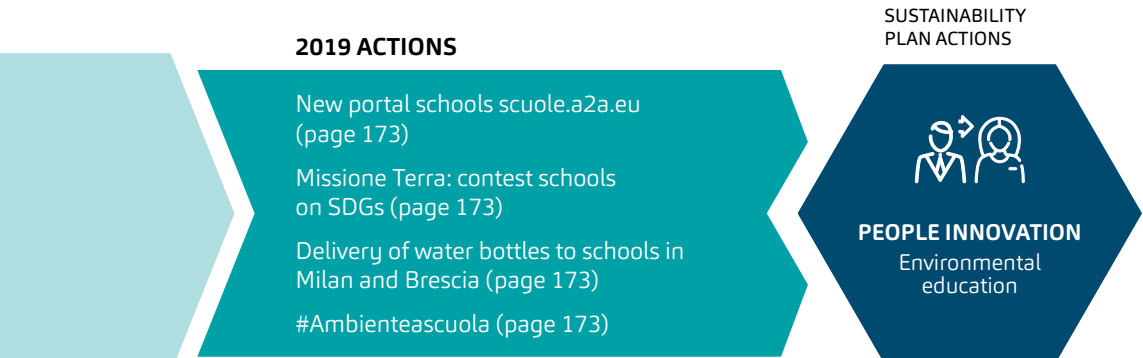 2019 ACTIONS
New portal schools scuole.a2a.eu
(page 173)
Missione Terra: contest schools
on SDGs (page 173)
Delivery of water bottles to schools in
Milan and Brescia (page 173)
#Ambienteascuola (page 173)
SUSTAINABILITY
PLAN ACTIONS
PEOPLE INNOVATION
Environmental
education